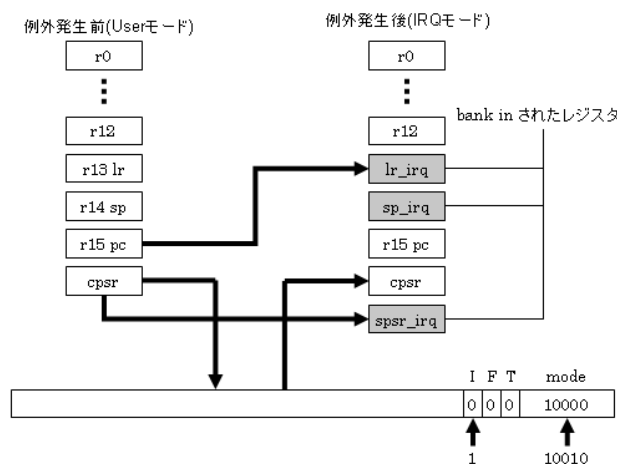 例外発生前(Userモード)
r0
r12
r13 lr
r14 sp
r15 pc
cpsr
例外発生後(IRQモード)
r0
r12
lr_irq
sp_irq
r15 pc
cpsr
spsr_irq
bank in されたレジスタ
I F T mode
0 0 0 10000
1 10010